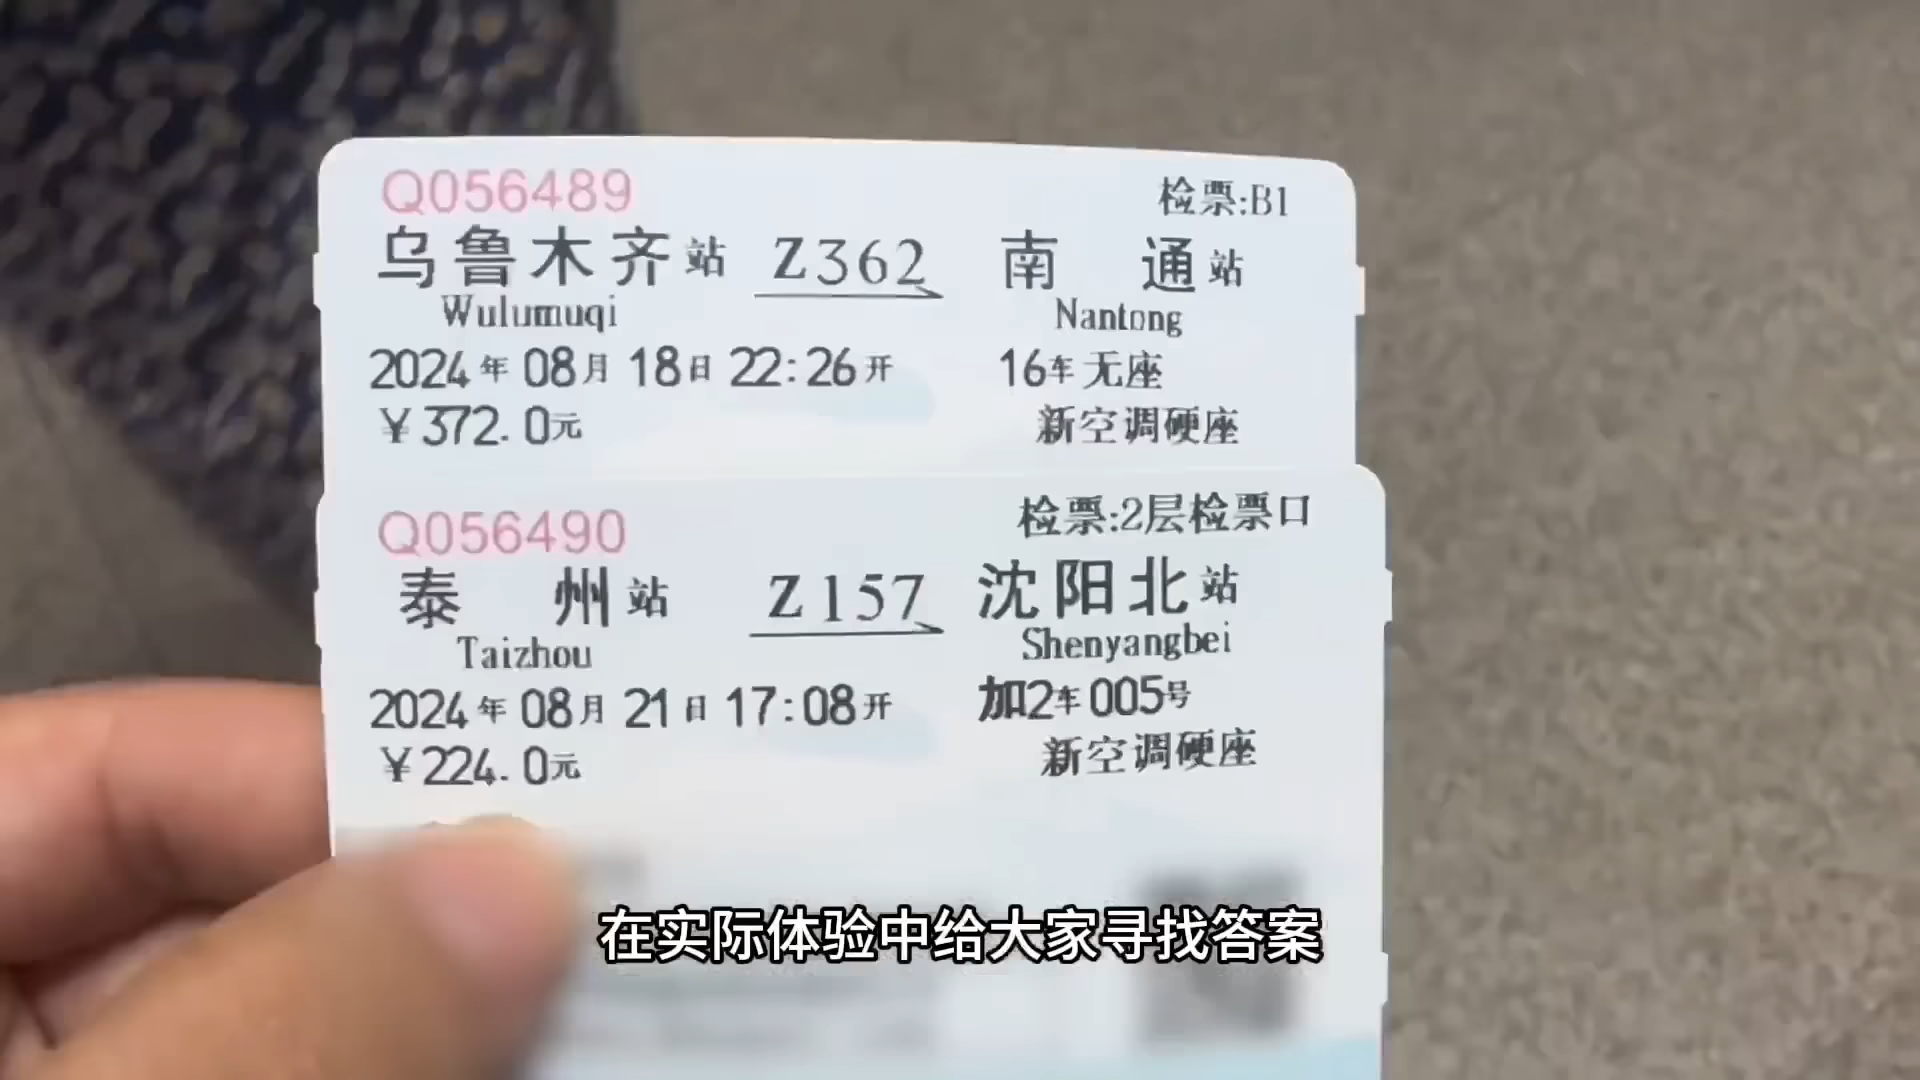 Q056489 检票:B1
乌鲁木齐站 Z362 南通站
Wulumuqi Nantong
2024年08月18日22:26开 16车无座
¥372.0元 新空调硬座
Q056490 检票:2层检票口
泰州站 Z157 沈阳北站
Taizhou Shenyangbei
2024年08月21日17:08开 加2车005号
¥224.0元 新空调硬座
在实际体验中给大家寻找答案